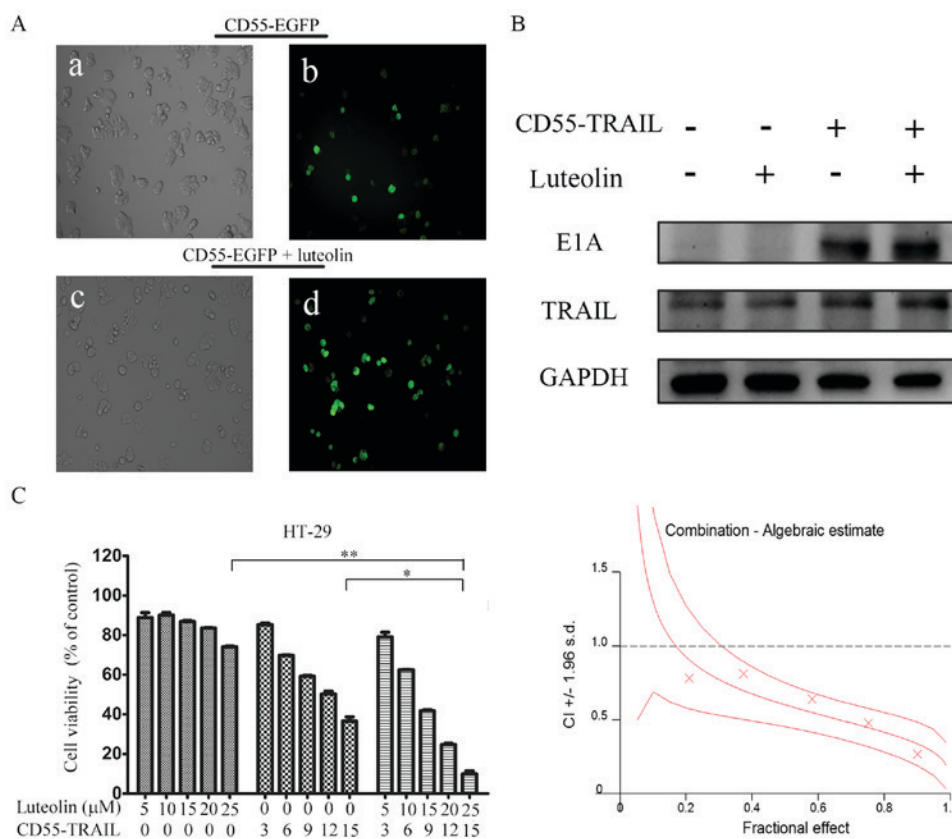 A
CD55-EGFP
a
b
CD55-EGFP + luteolin
c
d
B
CD55-TRAIL - - + +
Luteolin - + - +
E1A
TRAIL
GAPDH
C
HT-29
**
*
Cell viability (% of control)
120
100
80
60
40
20
0
Luteolin (μM) 5 10 15 20 25 0 0 0 0 0 5 10 15 20 25
CD55-TRAIL 0 0 0 0 0 3 6 9 12 15 3 6 9 12 15
Combination - Algebraic estimate
CI +/- 1.96 s.d.
1.5
1.0
0.5
0
0 0.2 0.4 0.6 0.8 1.
Fractional effect